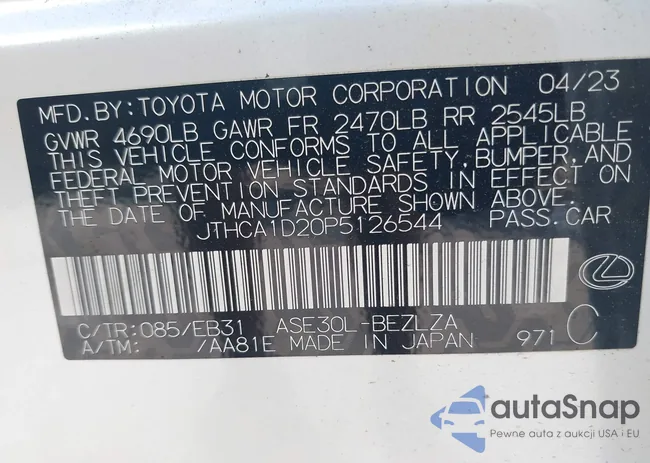 MFD.BY:TOYOTA MOTOR CORPORATION 04/23
GVWR 4690LB GAWR FR 2470LB RR 2545LB
THIS VEHICLE CONFORMS TO ALL APPLICABLE
FEDERAL MOTOR VEHICLE SAFETY,BUMPER,AND
THEFT PREVENTION STANDARDS IN EFFECT ON
THE DATE OF MANUFACTURE SHOWN ABOVE.
JTHCA1D20P5126544 PASS.CAR
C/TR:085/EB31 ASE30L-BEZLZA
A/TM: /AA81E MADE IN JAPAN 971 C
autaSnap
Pewne auta z aukcji USA i EU